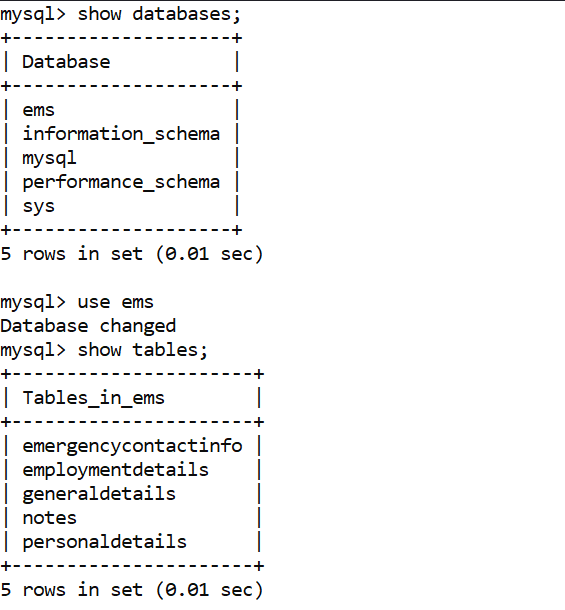 mysql> show databases;
+--------------------+
| Database           |
+--------------------+
| ems                |
| information_schema |
| mysql              |
| performance_schema |
| sys                |
+--------------------+
5 rows in set (0.01 sec)

mysql> use ems
Database changed
mysql> show tables;
+----------------------+
| Tables_in_ems        |
+----------------------+
| emergencycontactinfo |
| employmentdetails    |
| generaldetails       |
| notes                |
| personaldetails      |
+----------------------+
5 rows in set (0.01 sec)